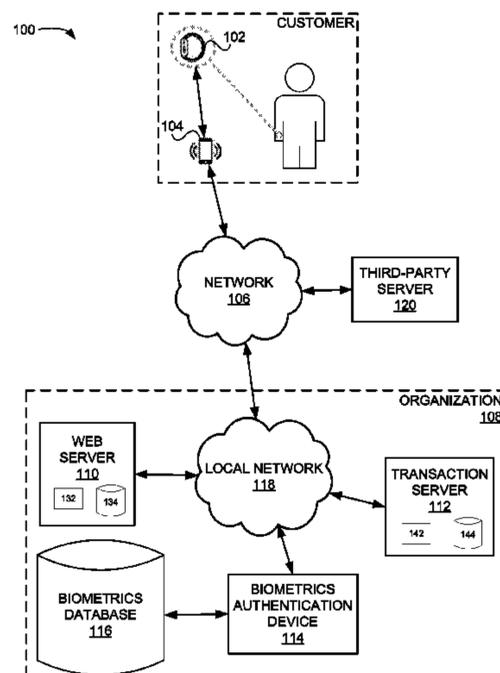 100
CUSTOMER
102
104
NETWORK
106
THIRD-PARTY
SERVER
120
ORGANIZATION
108
WEB
SERVER
110
132
134
LOCAL NETWORK
118
TRANSACTION
SERVER
112
142
144
BIOMETRICS
DATABASE
116
BIOMETRICS
AUTHENTICATION
DEVICE
114